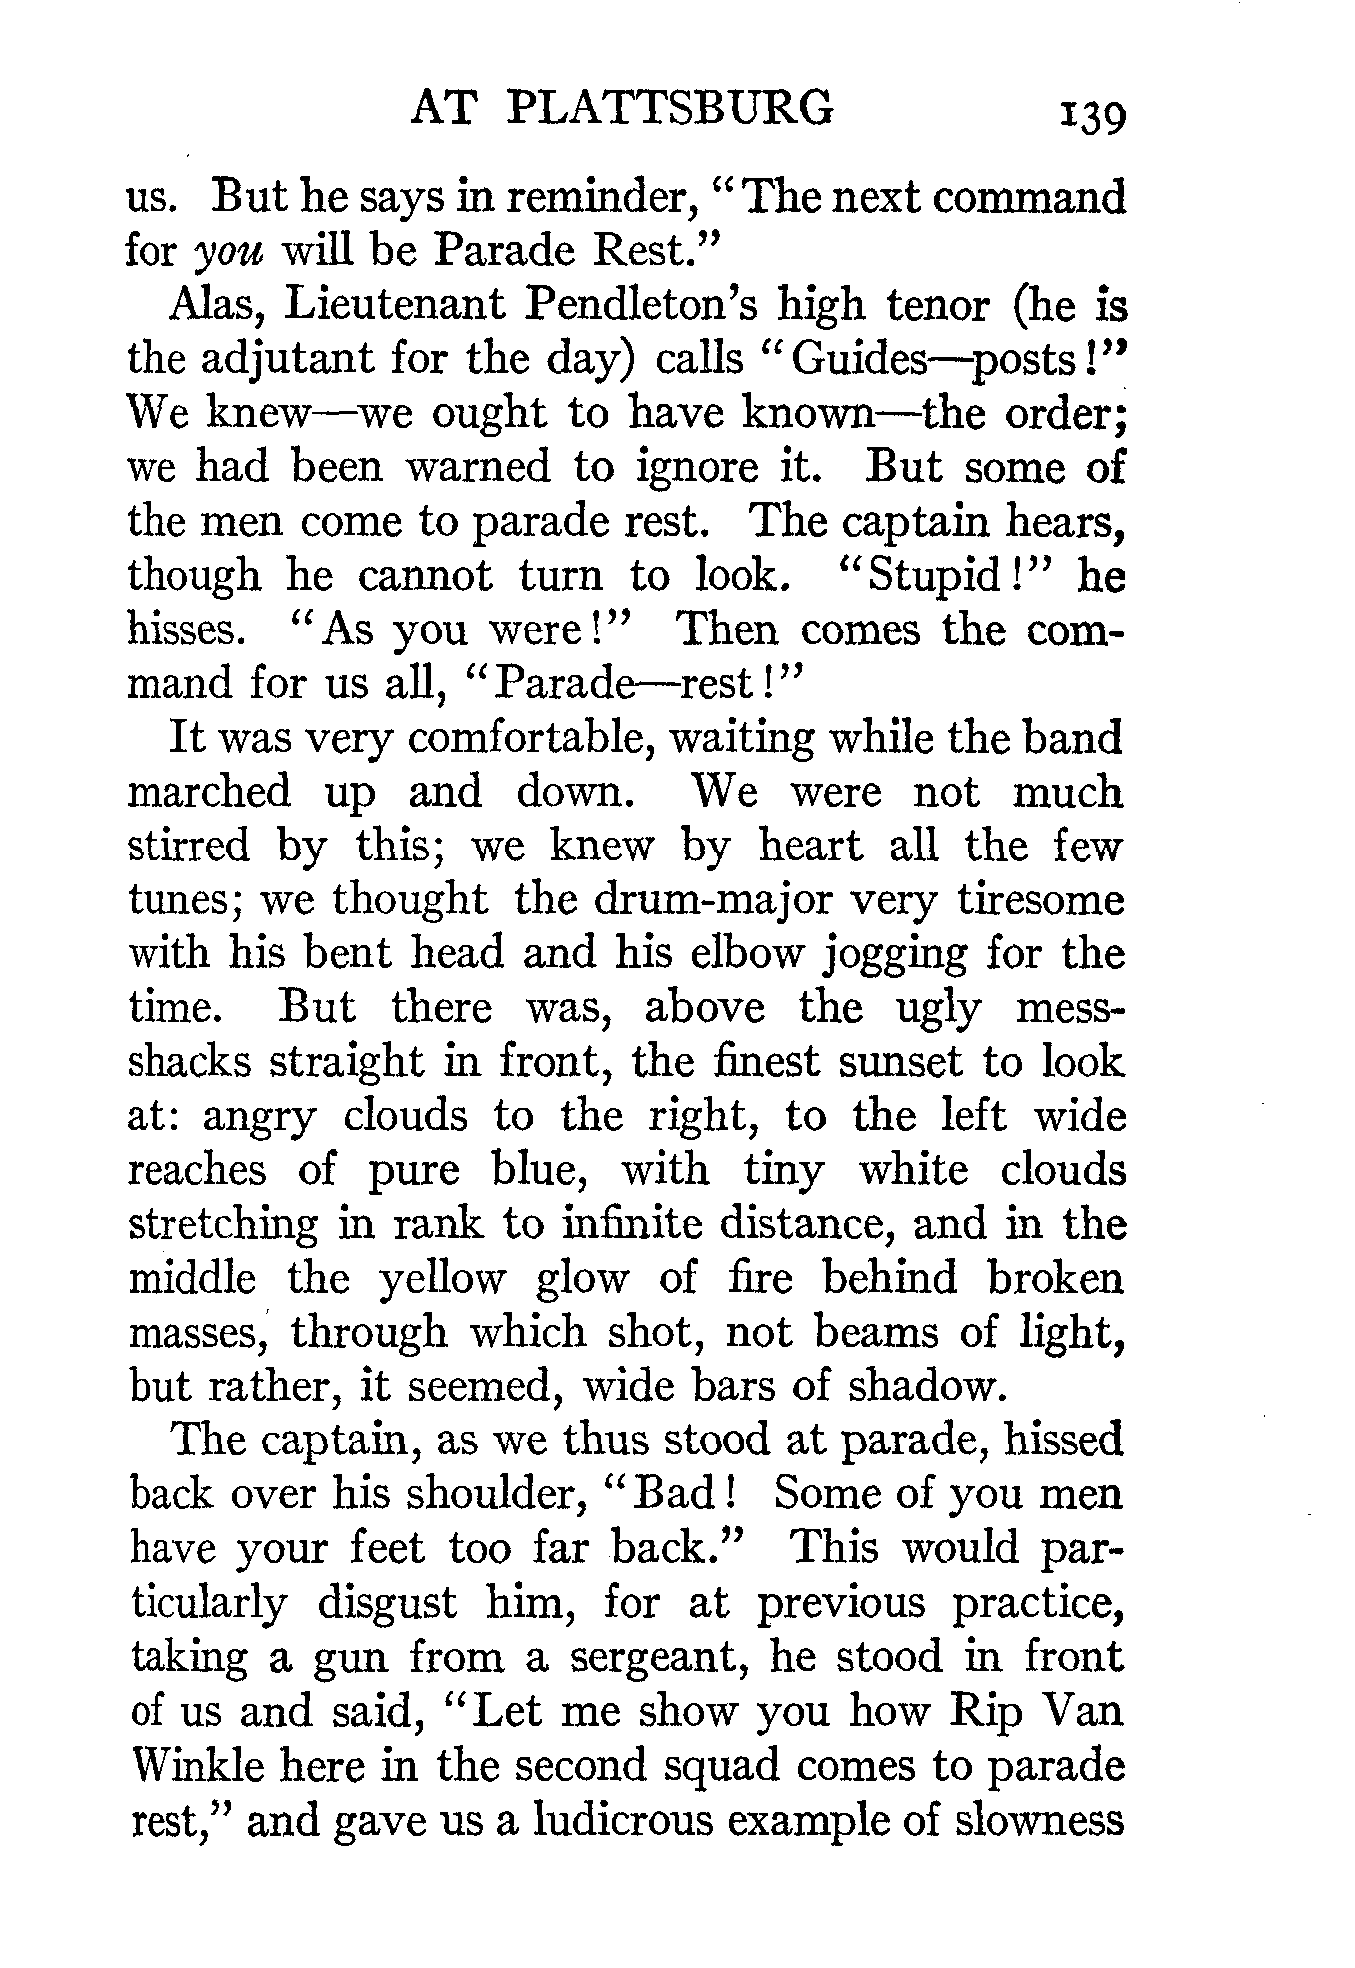 AT PLATTSBURG 139
us. But he says in reminder, "The next command
for you will be Parade Rest."
Alas, Lieutenant Pendleton's high tenor (he is
the adjutant for the day) calls "Guides—posts!"
We knew—we ought to have known—the order;
we had been warned to ignore it. But some of
the men come to parade rest. The captain hears,
though he cannot turn to look. "Stupid!" he
hisses. "As you were!" Then comes the com-
mand for us all, "Parade—rest!"
It was very comfortable, waiting while the band
marched up and down. We were not much
stirred by this; we knew by heart all the few
tunes; we thought the drum-major very tiresome
with his bent head and his elbow jogging for the
time. But there was, above the ugly mess-
shacks straight in front, the finest sunset to look
at: angry clouds to the right, to the left wide
reaches of pure blue, with tiny white clouds
stretching in rank to infinite distance, and in the
middle the yellow glow of fire behind broken
masses, through which shot, not beams of light,
but rather, it seemed, wide bars of shadow.
The captain, as we thus stood at parade, hissed
back over his shoulder, "Bad! Some of you men
have your feet too far back." This would par-
ticularly disgust him, for at previous practice,
taking a gun from a sergeant, he stood in front
of us and said, "Let me show you how Rip Van
Winkle here in the second squad comes to parade
rest," and gave us a ludicrous example of slowness